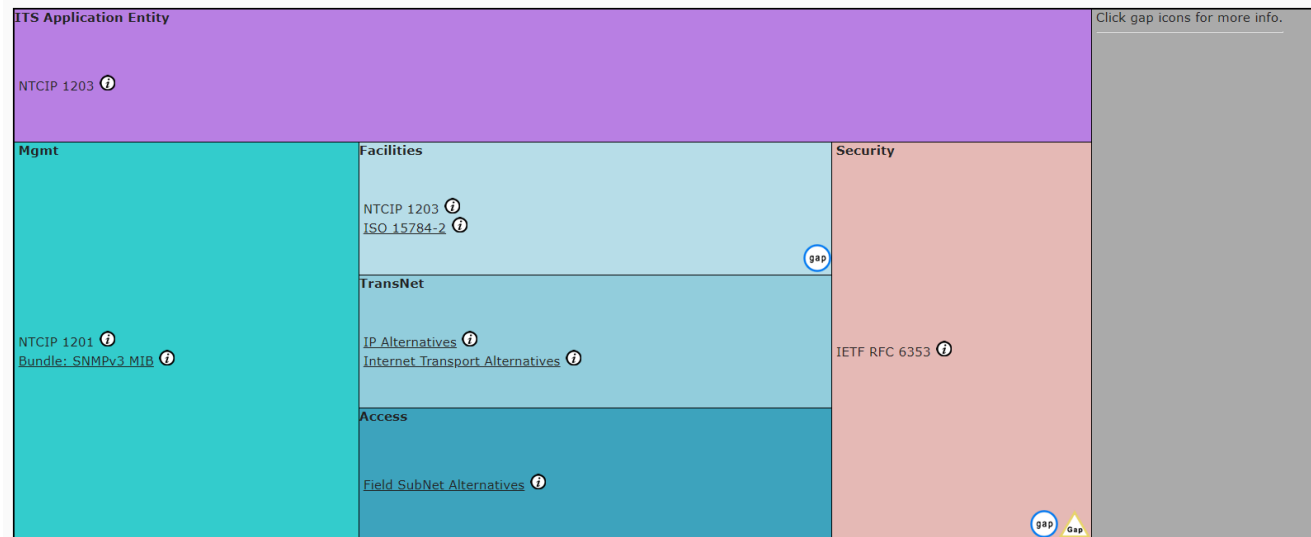 ITS Application Entity
Click gap icons for more info.
NTCIP 1203 i
Mgmt
Facilities
Security
NTCIP 1203 i
ISO 15784-2 i
gap
TransNet
NTCIP 1201 i
Bundle: SNMPv3 MIB i
IP Alternatives i
Internet Transport Alternatives i
IETF RFC 6353 i
Access
Field SubNet Alternatives i
gap Gap